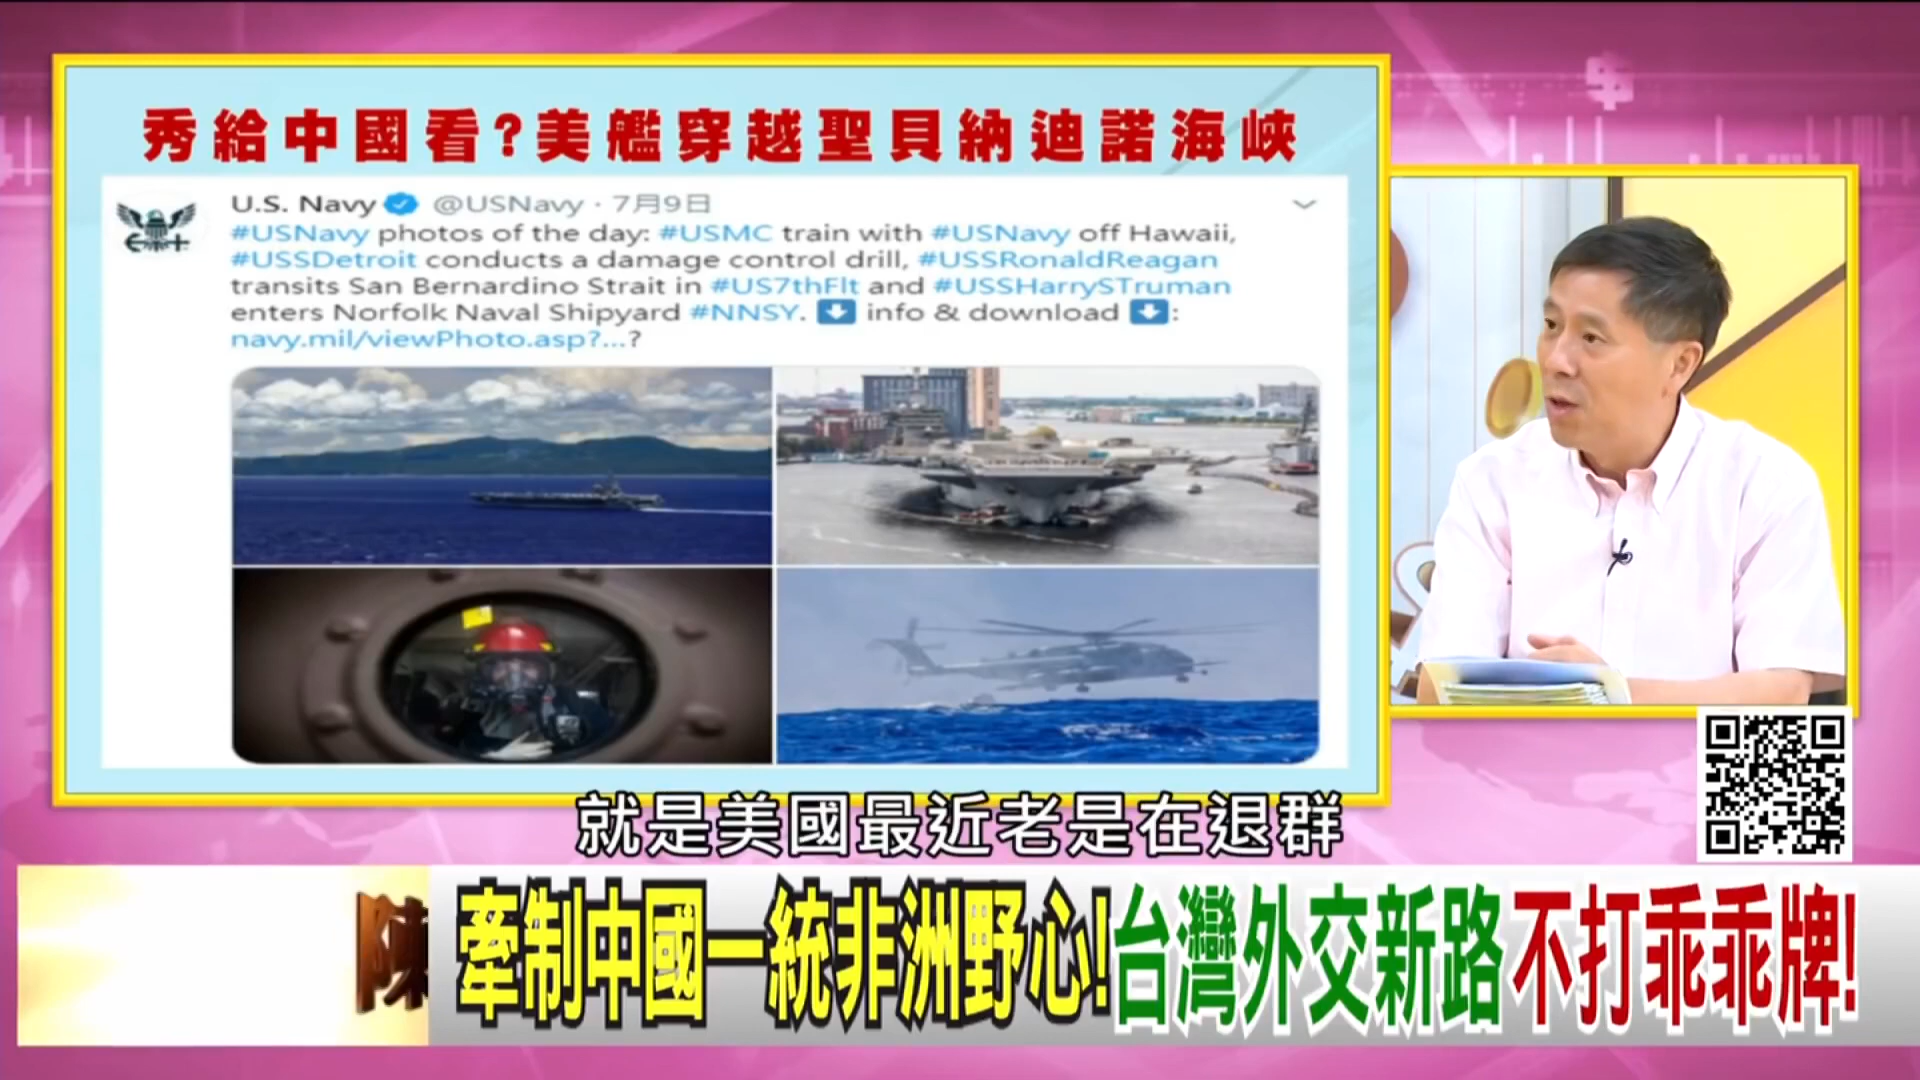 秀給中國看?美艦穿越聖貝納迪諾海峽
U.S. Navy @USNavy · 7月9日
#USNavy photos of the day: #USMC train with #USNavy off Hawaii,
#USSDetroit conducts a damage control drill, #USSRonaldReagan
transits San Bernardino Strait in #US7thFlt and #USSHarrySTruman
enters Norfolk Naval Shipyard #NNSY. ⬇ info & download ⬇:
navy.mil/viewPhoto.asp?...?
就是美國最近老是在退群
陳
牽制中國一統非洲野心!台灣外交新路不打乖乖牌!